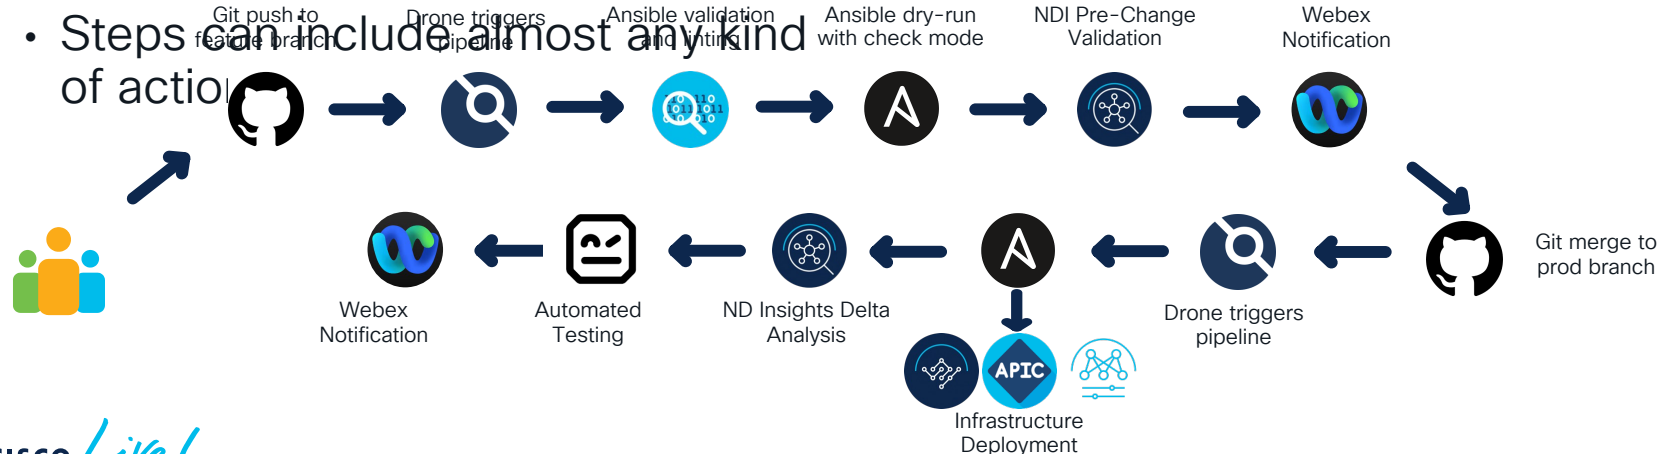 • Steps can include almost any kind
of action
Git push to
feature branch
Drone triggers
pipeline
Ansible validation
and linting
Ansible dry-run
with check mode
NDI Pre-Change
Validation
Webex
Notification
Git merge to
prod branch
Drone triggers
pipeline
APIC
Infrastructure
Deployment
ND Insights Delta
Analysis
Automated
Testing
Webex
Notification
Live!